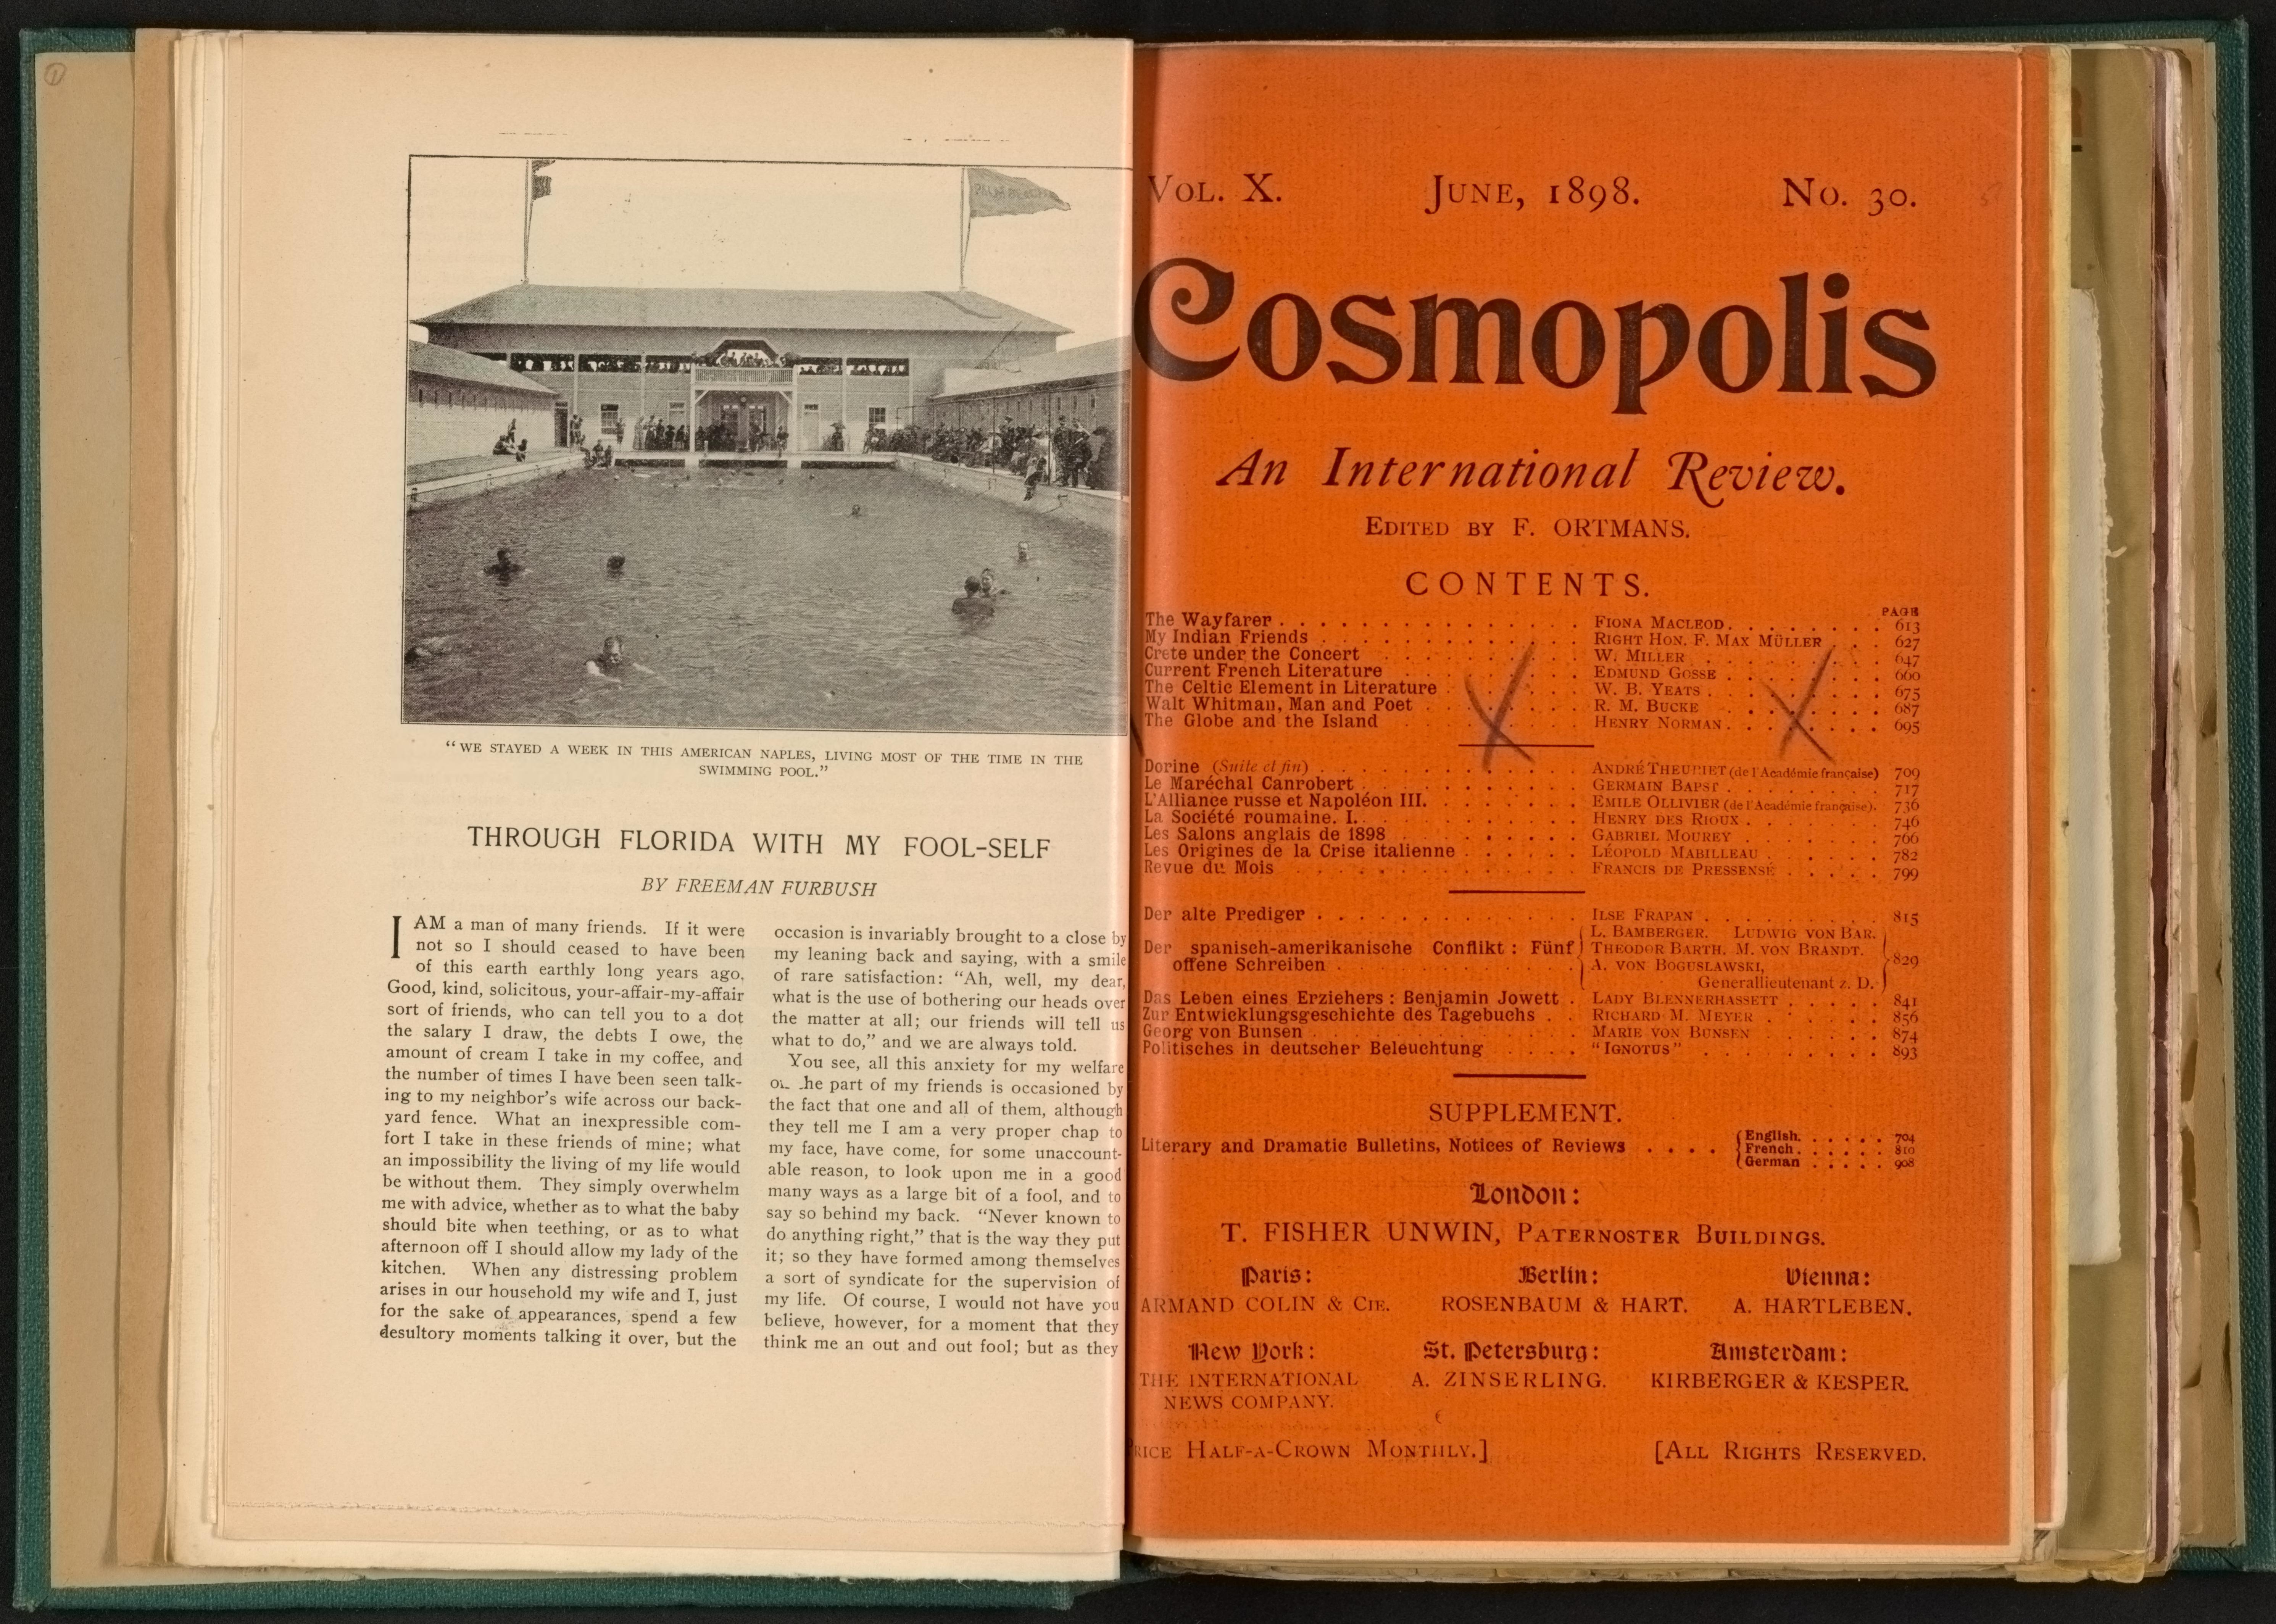 PALM BEACH
"WE STAYED A WEEK IN THIS AMERICAN NAPLES, LIVING MOST OF THE TIME IN THE
SWIMMING POOL."
THROUGH FLORIDA WITH MY FOOL-SELF
BY FREEMAN FURBUSH
I AM a man of many friends. If it were
not so I should ceased to have been
of this earth earthly long years ago.
Good, kind, solicitous, your-affair-my-affair
sort of friends, who can tell you to a dot
the salary I draw, the debts I owe, the
amount of cream I take in my coffee, and
the number of times I have been seen talk-
ing to my neighbor's wife across our back-
yard fence. What an inexpressible com-
fort I take in these friends of mine; what
an impossibility the living of my life would
be without them. They simply overwhelm
me with advice, whether as to what the baby
should bite when teething, or as to what
afternoon off I should allow my lady of the
kitchen. When any distressing problem
arises in our household my wife and I, just
for the sake of appearances, spend a few
desultory moments talking it over, but the
occasion is invariably brought to a close by
my leaning back and saying, with a smile
of rare satisfaction: "Ah, well, my dear,
what is the use of bothering our heads over
the matter at all; our friends will tell us
what to do," and we are always told.
You see, all this anxiety for my welfare
he part of my friends is occasioned by
the fact that one and all of them, although
they tell me I am a very proper chap to
my face, have come, for some unaccount-
able reason, to look upon me in a good
many ways as a large bit of a fool, and to
say so behind my back. "Never known to
do anything right," that is the way they put
it; so they have formed among themselves
a sort of syndicate for the supervision of
my life. Of course, I would not have you
believe, however, for a moment that they
think me an out and out fool; but as they
VOL. X. JUNE, 1898. No. 30.
Cosmopolis
An International Review.
EDITED BY F. ORTMANS.
CONTENTS.
PAGE
The Wayfarer . . . FIONA MACLEOD . . . 613
My Indian Friends . . . RIGHT HON. F. MAX MÜLLER . . . 627
Crete under the Concert . . . W. MILLER . . . 647
Current French Literature . . . EDMUND GOSSE . . . 660
The Celtic Element in Literature . . . W. B. YEATS . . . 675
Walt Whitman, Man and Poet . . . R. M. BUCKE . . . 687
The Globe and the Island . . . HENRY NORMAN . . . 695
Dorine (Suite et fin) . . . ANDRÉ THEURIET (de l'Académie française) 709
Le Maréchal Canrobert . . . GERMAIN BAPST . . . 717
L'Alliance russe et Napoléon III. . . . EMILE OLLIVIER (de l'Académie française). 736
La Société roumaine. I. . . . HENRY DES RIOUX . . . 746
Les Salons anglais de 1898 . . . GABRIEL MOUREY . . . 766
Les Origines de la Crise italienne . . . LÉOPOLD MABILLEAU . . . 782
Revue du Mois . . . FRANCIS DE PRESSENSÉ . . . 799
Der alte Prediger . . . ILSE FRAPAN . . . 815
L. BAMBERGER. LUDWIG VON BAR.
Der spanisch-amerikanische Conflikt: Fünf THEODOR BARTH. M. VON BRANDT. 829
offene Schreiben . . . A. VON BOGUSLAWSKI,
Generallieutenant z. D.
Das Leben eines Erziehers: Benjamin Jowett . LADY BLENNERHASSETT . . . 841
Zur Entwicklungsgeschichte des Tagebuchs . . RICHARD M. MEYER . . . 856
Georg von Bunsen . . . MARIE VON BUNSEN . . . 874
Politisches in deutscher Beleuchtung . . . "IGNOTUS" . . . 893
SUPPLEMENT.
Literary and Dramatic Bulletins, Notices of Reviews . . . . English. . . . 704
French . . . 810
German . . . 908
London:
T. FISHER UNWIN, PATERNOSTER BUILDINGS.
Paris: Berlin: Vienna:
ARMAND COLIN & CIE. ROSENBAUM & HART. A. HARTLEBEN.
New York: St. Petersburg: Amsterdam:
THE INTERNATIONAL A. ZINSERLING. KIRBERGER & KESPER.
NEWS COMPANY.
PRICE HALF-A-CROWN MONTHLY.] [ALL RIGHTS RESERVED.